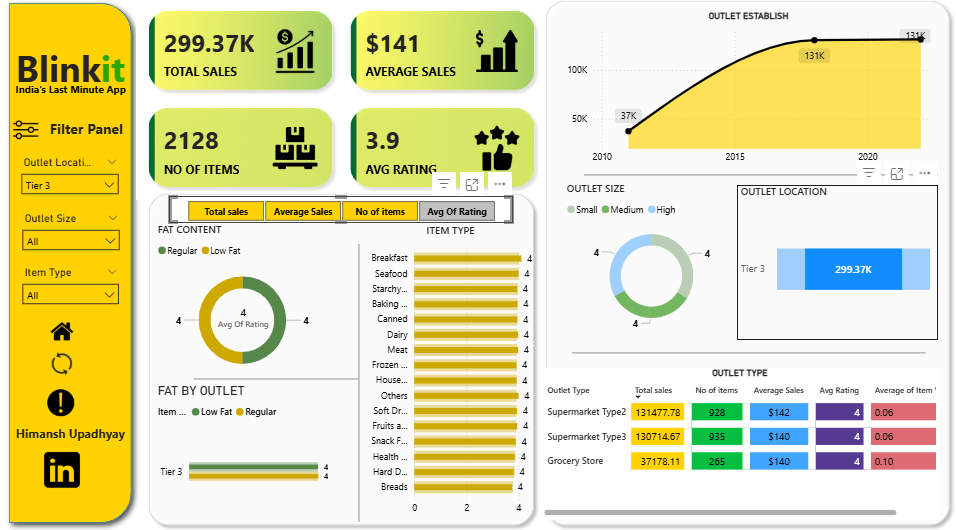 Blinkit
India's Last Minute App
Filter Panel
Outlet Locati...
Tier 3
Outlet Size
All
Item Type
All
Himansh Upadhyay
in
299.37K
TOTAL SALES
$
$141
AVERAGE SALES
$
2128
NO OF ITEMS
3.9
AVG RATING
Total sales
Average Sales
No of items
Avg Of Rating
FAT CONTENT
Regular
Low Fat
4
4
Avg Of Rating
4
FAT BY OUTLET
Item ...
Low Fat
Regular
Tier 3
4
4
ITEM TYPE
Breakfast 4
Seafood 4
Starchy... 4
Baking ... 4
Canned 4
Dairy 4
Meat 4
Frozen ... 4
House... 4
Others 4
Soft Dr... 4
Fruits a... 4
Snack F... 4
Health ... 4
Hard D... 4
Breads 4
0 2 4
OUTLET ESTABLISH
100K
50K
37K
131K
131K
2010 2015 2020
OUTLET SIZE
Small
Medium
High
4
4
4
OUTLET LOCATION
Tier 3
299.37K
OUTLET TYPE
Outlet Type Total sales No of items Average Sales Avg Rating Average of Item
Supermarket Type2 131477.78 928 $142 4 0.06
Supermarket Type3 130714.67 935 $140 4 0.06
Grocery Store 37178.11 265 $140 4 0.10